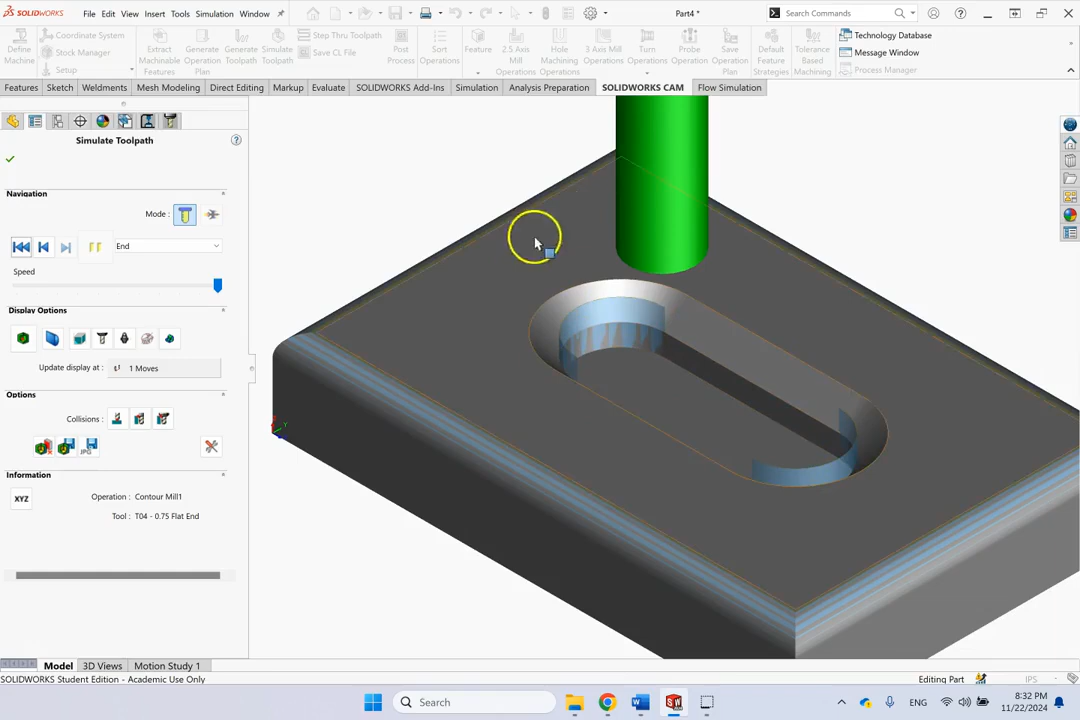 SOLIDWORKS File Edit View Insert Tools Simulation Window Part4 * Search Commands
Define Machine
Coordinate System
Stock Manager
Setup
Extract Machinable Features
Generate Operation Plan
Generate Toolpath
Simulate Toolpath
Step Thru Toolpath
Save CL File
Post Process
Sort Operations
Feature
2.5 Axis Mill Operations
Hole Machining Operations
3 Axis Mill Operations
Turn Operations
Probe Operation
Save Operation Plan
Default Feature Strategies
Tolerance Based Machining
Technology Database
Message Window
Process Manager
Features Sketch Weldments Mesh Modeling Direct Editing Markup Evaluate SOLIDWORKS Add-Ins Simulation Analysis Preparation SOLIDWORKS CAM Flow Simulation
Simulate Toolpath
Navigation
Mode :
End
Speed
Display Options
Update display at : 1 Moves
Options
Collisions:
JPG
Information
XYZ
Operation : Contour Mill1
Tool : T04 - 0.75 Flat End
Model 3D Views Motion Study 1
SOLIDWORKS Student Edition - Academic Use Only Editing Part IPS
Search
ENG
8:32 PM
11/22/2024